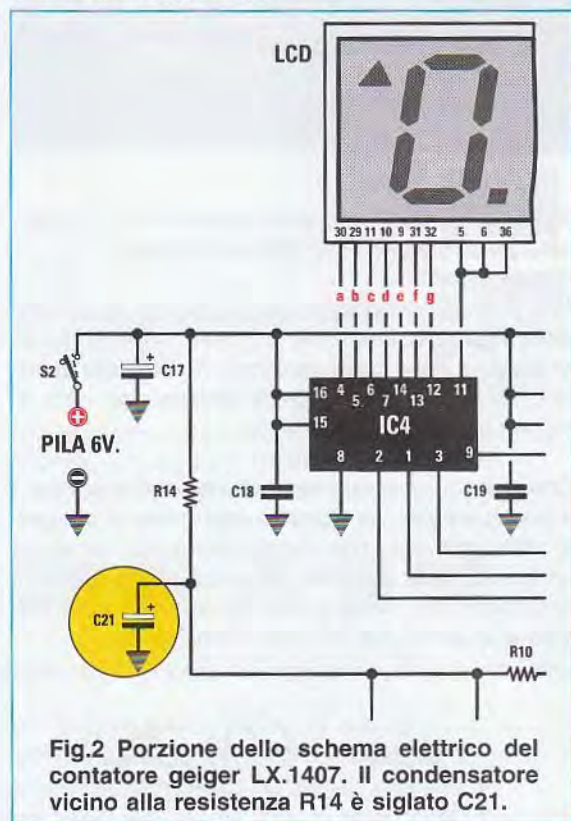 LCD
30 29 11 10 9 31 32 5 6 36
a b c d e f g
S2
C17
PILA 6V.
16 4 5 6 7 14 13 12 11
15
IC4
9
8 2 1 3
R14
C18
C19
C21
R10
Fig.2 Porzione dello schema elettrico del
contatore geiger LX.1407. Il condensatore
vicino alla resistenza R14 è siglato C21.